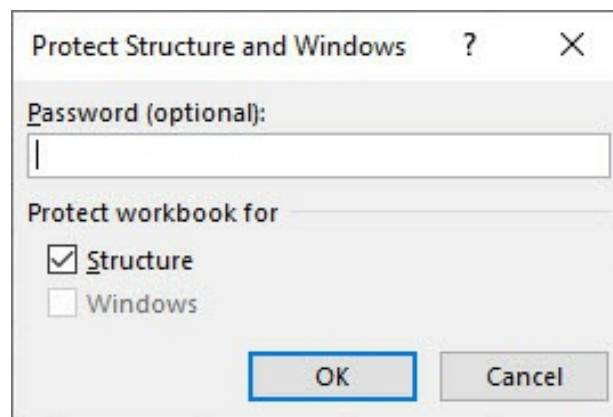 Protect Structure and Windows ?
Password (optional):
Protect workbook for
Structure
Windows
OK Cancel